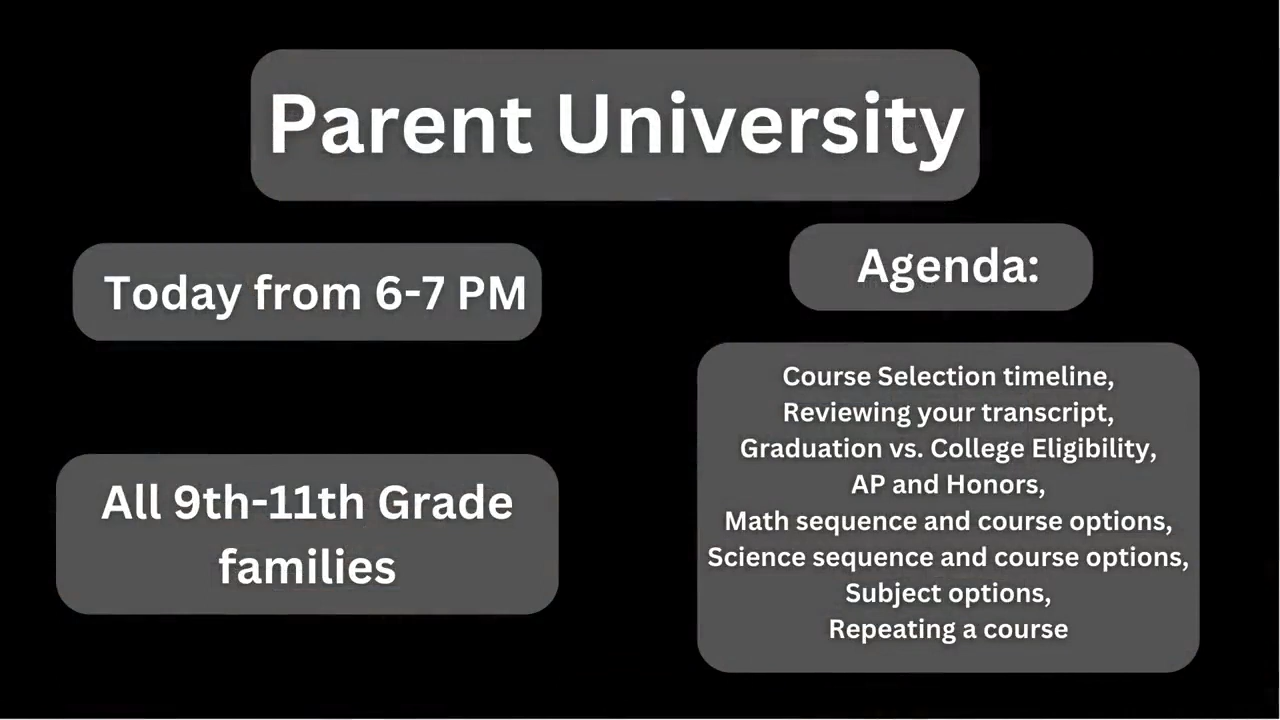 Parent University
Today from 6-7 PM
All 9th-11th Grade
families
Agenda:
Course Selection timeline,
Reviewing your transcript,
Graduation vs. College Eligibility,
AP and Honors,
Math sequence and course options,
Science sequence and course options,
Subject options,
Repeating a course